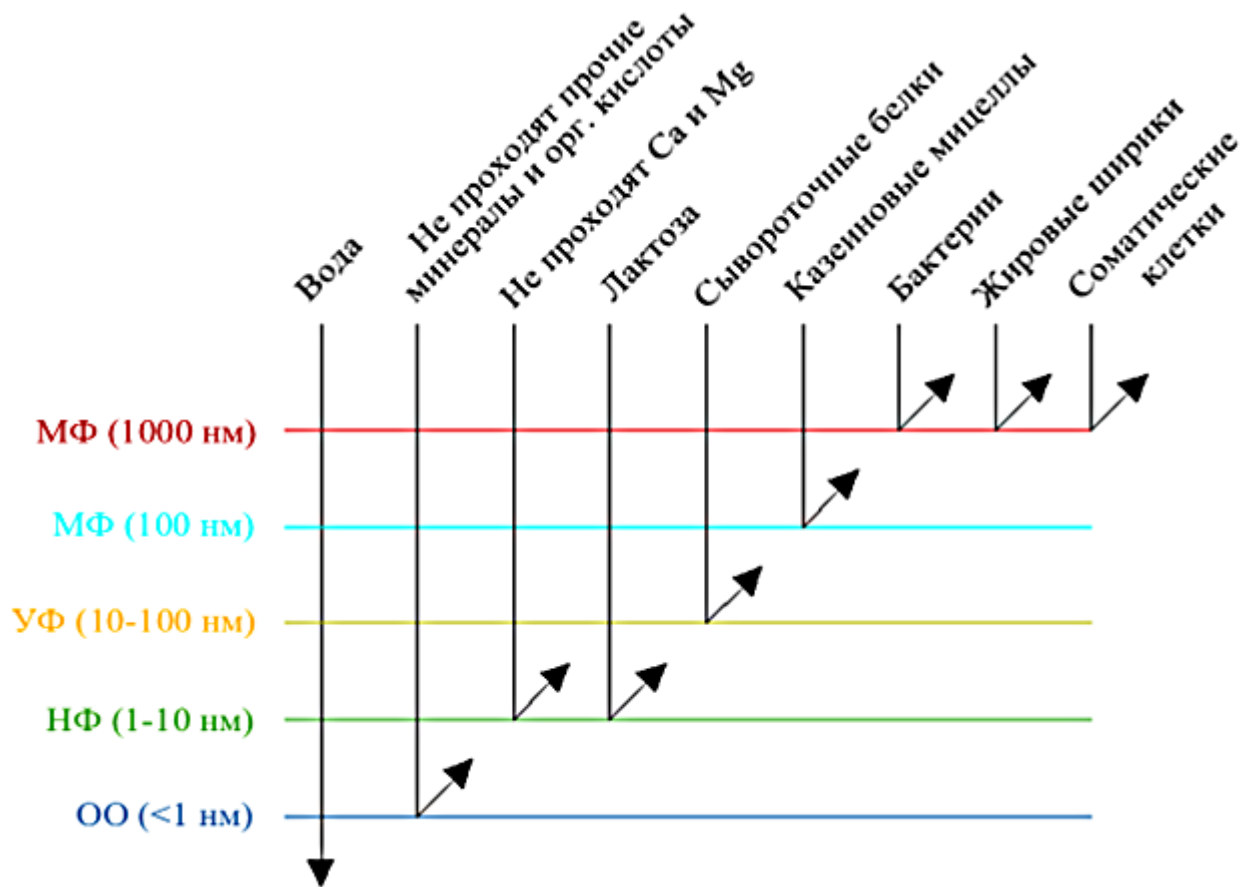 Вода
Не проходят прочие
минералы и орг. кислоты
Не проходят Ca и Mg
Лактоза
Сывороточные белки
Казеиновые мицеллы
Бактерии
Жировые ширики
Соматические
клетки
МФ (1000 нм)
МФ (100 нм)
УФ (10-100 нм)
НФ (1-10 нм)
ОО (<1 нм)